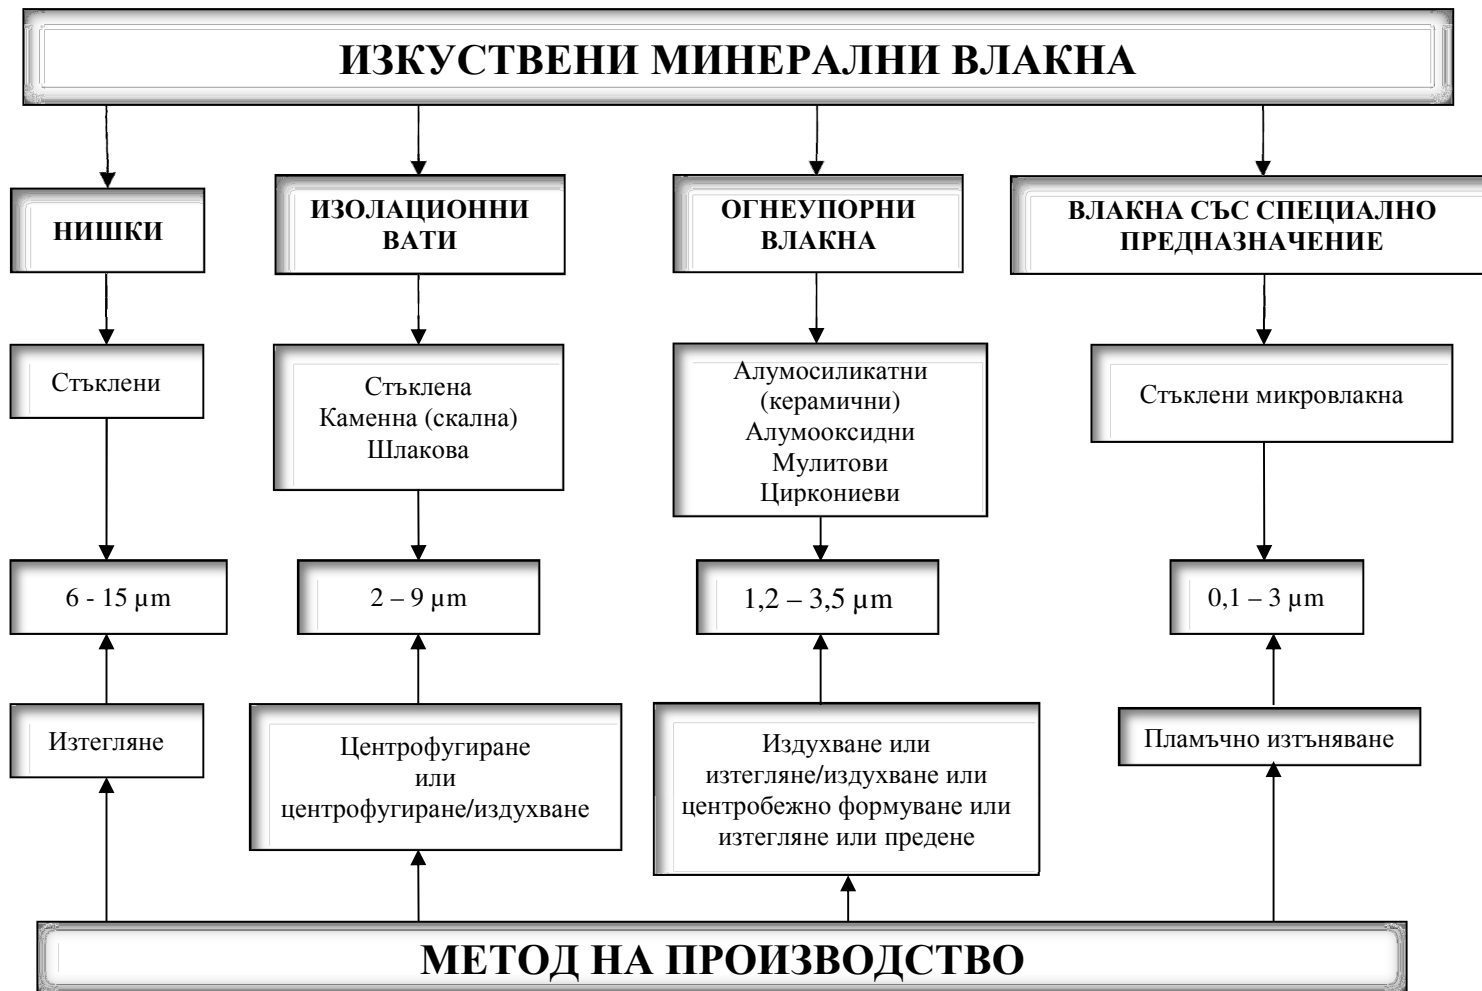 ИЗКУСТВЕНИ МИНЕРАЛНИ ВЛАКНА
НИШКИ
ИЗОЛАЦИОННИ
ВАТИ
ОГНЕУПОРНИ
ВЛАКНА
ВЛАКНА СЪС СПЕЦИАЛНО
ПРЕДНАЗНАЧЕНИЕ
Стъклени
Стъклена
Каменна (скална)
Шлакова
Алумосиликатни
(керамични)
Алумооксидни
Мулитови
Циркониеви
Стъклени микровлакна
6 - 15 µm
2 – 9 µm
1,2 – 3,5 µm
0,1 – 3 µm
Изтегляне
Центрофугиране
или
центрофугиране/издухване
Издухване или
изтегляне/издухване или
центробежно формуване или
изтегляне или предене
Пламъчно изтъняване
МЕТОД НА ПРОИЗВОДСТВО